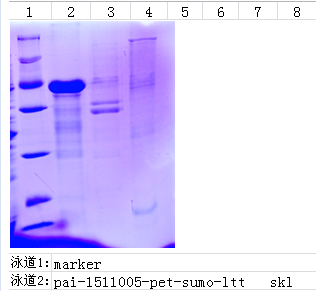 1 2 3 4 5 6 7 8
泳道1: marker
泳道2: pai-1511005-pet-sumo-ltt skl